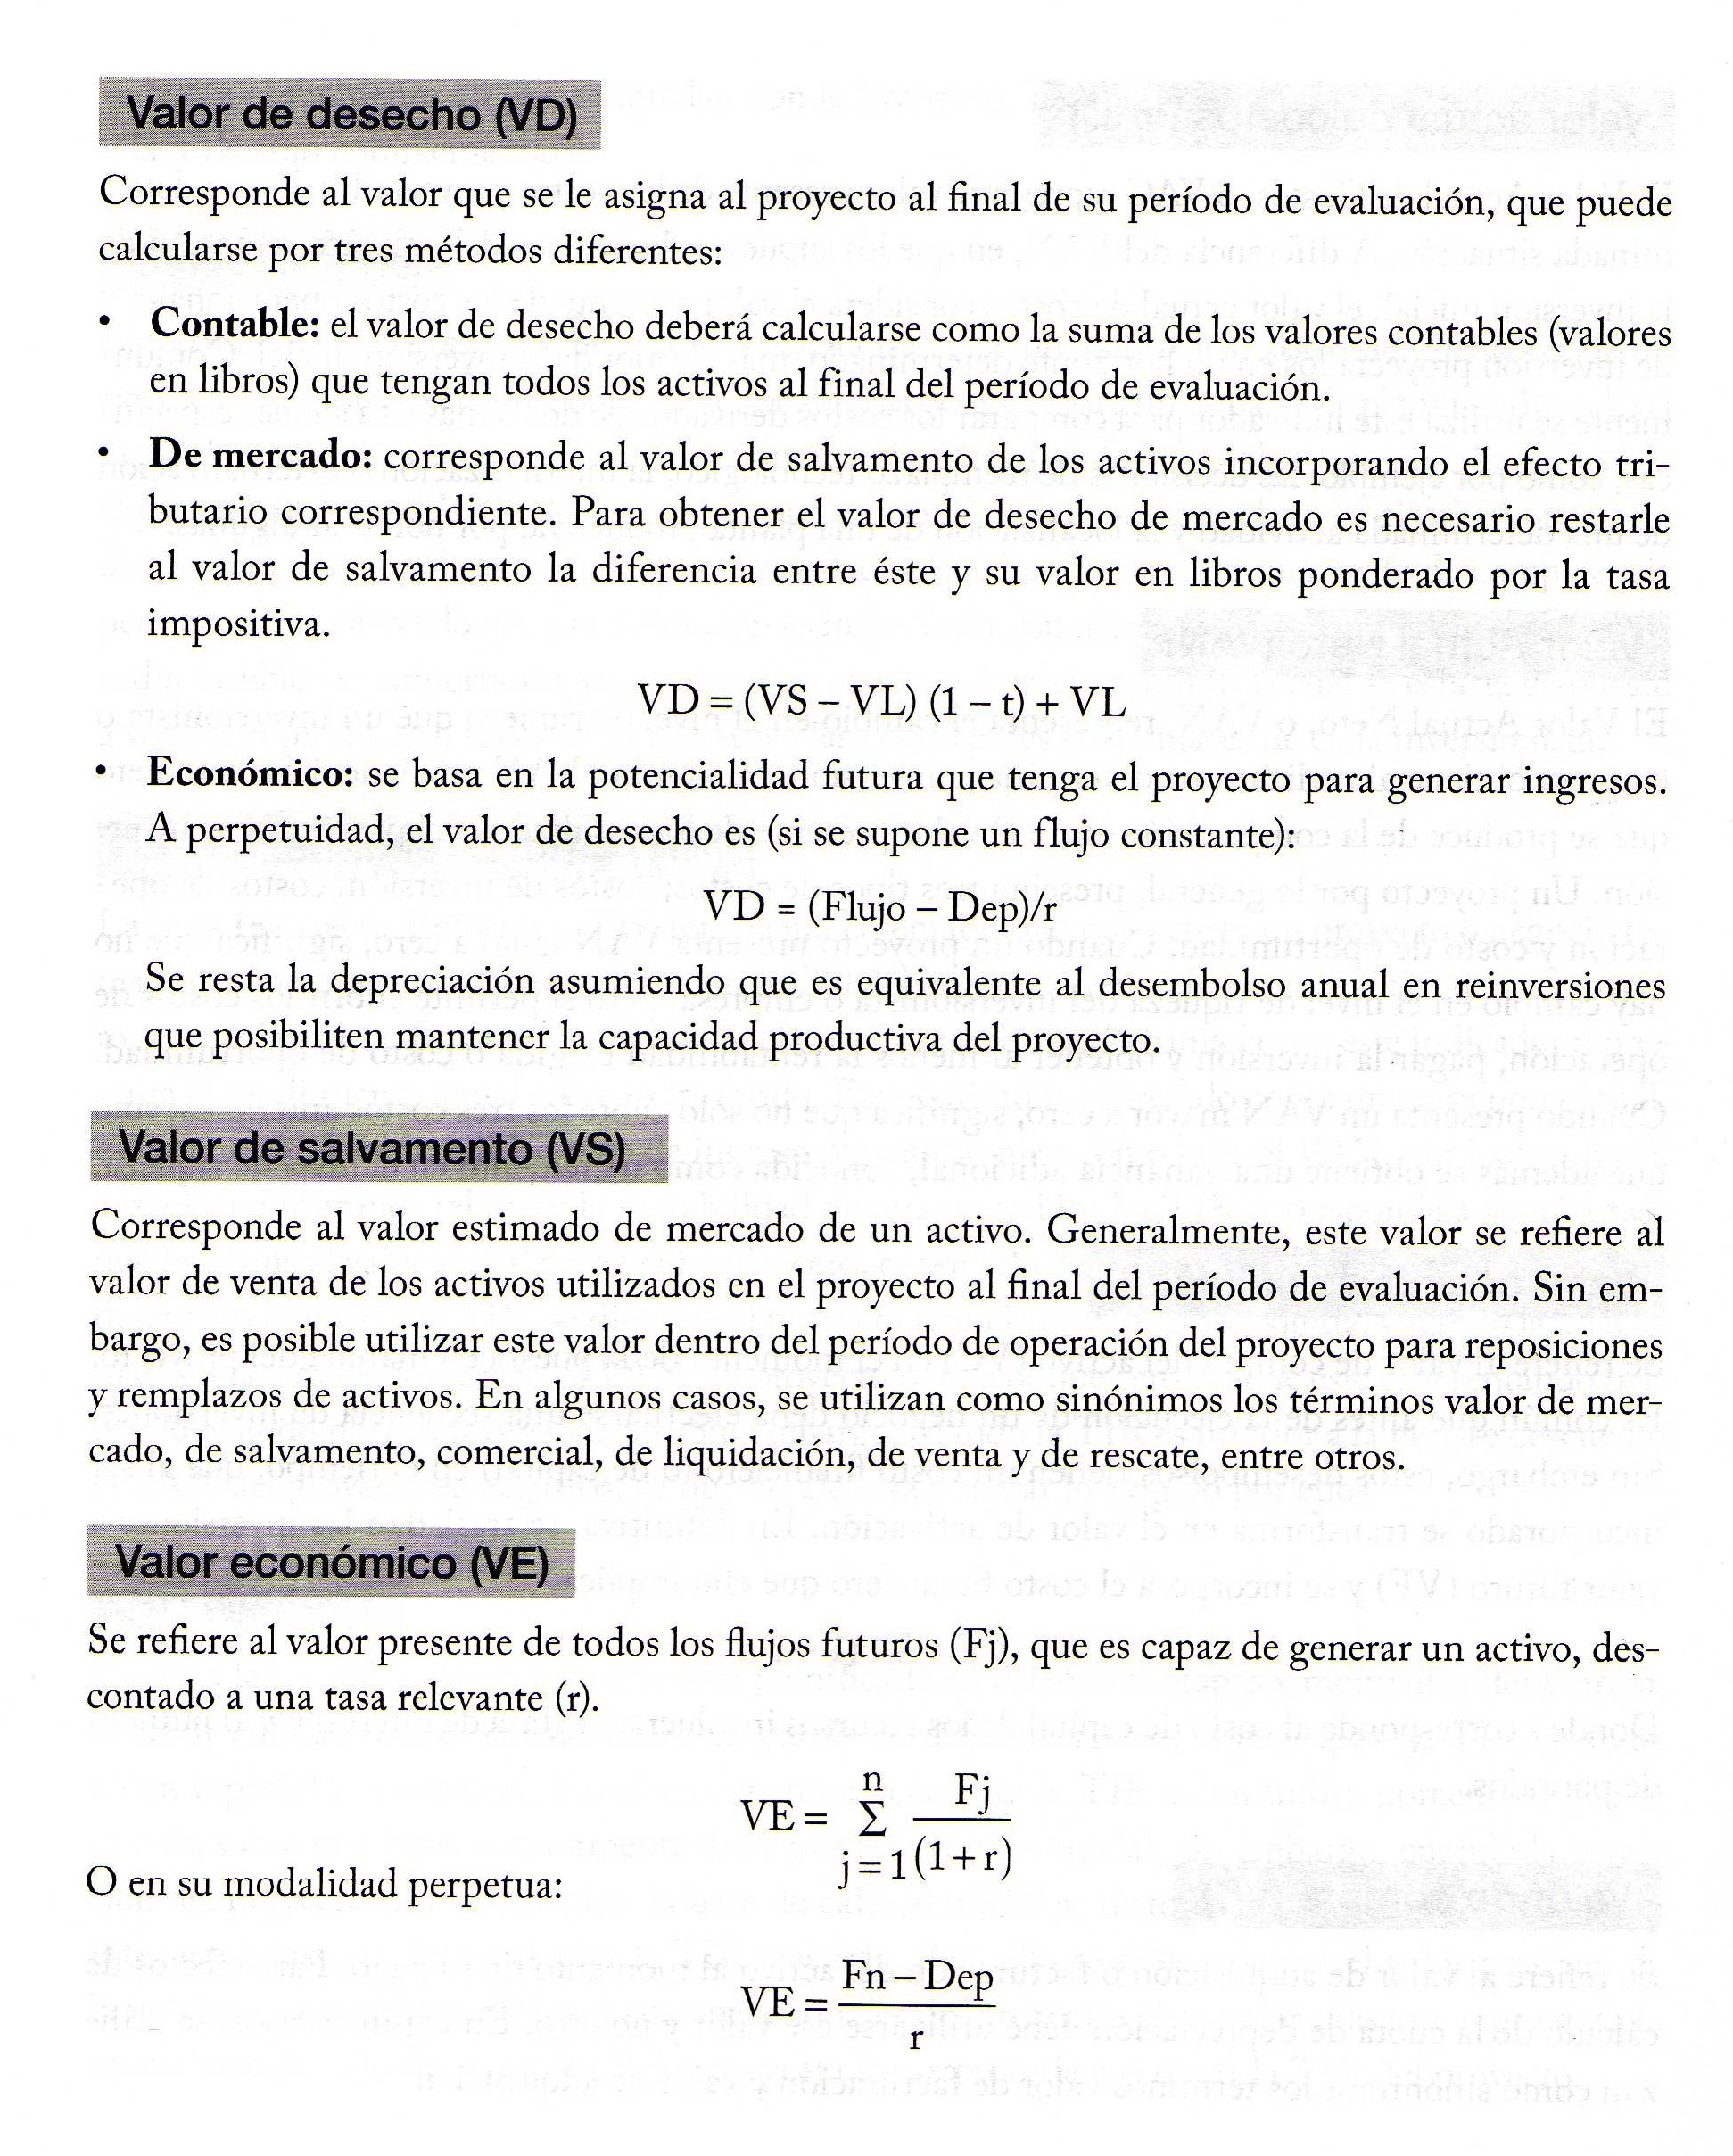 Valor de desecho (VD)
Corresponde al valor que se le asigna al proyecto al final de su período de evaluación, que puede
calcularse por tres métodos diferentes:
• Contable: el valor de desecho deberá calcularse como la suma de los valores contables (valores
en libros) que tengan todos los activos al final del período de evaluación.
• De mercado: corresponde al valor de salvamento de los activos incorporando el efecto tri-
butario correspondiente. Para obtener el valor de desecho de mercado es necesario restarle
al valor de salvamento la diferencia entre éste y su valor en libros ponderado por la tasa
impositiva.
VD = (VS – VL) (1 – t) + VL
• Económico: se basa en la potencialidad futura que tenga el proyecto para generar ingresos.
A perpetuidad, el valor de desecho es (si se supone un flujo constante):
VD = (Flujo – Dep)/r
Se resta la depreciación asumiendo que es equivalente al desembolso anual en reinversiones
que posibiliten mantener la capacidad productiva del proyecto.
Valor de salvamento (VS)
Corresponde al valor estimado de mercado de un activo. Generalmente, este valor se refiere al
valor de venta de los activos utilizados en el proyecto al final del período de evaluación. Sin em-
bargo, es posible utilizar este valor dentro del período de operación del proyecto para reposiciones
y remplazos de activos. En algunos casos, se utilizan como sinónimos los términos valor de mer-
cado, de salvamento, comercial, de liquidación, de venta y de rescate, entre otros.
Valor económico (VE)
Se refiere al valor presente de todos los flujos futuros (Fj), que es capaz de generar un activo, des-
contado a una tasa relevante (r).
n Fj
VE = Σ
j = 1 (1 + r)
O en su modalidad perpetua:
Fn – Dep
VE =
r